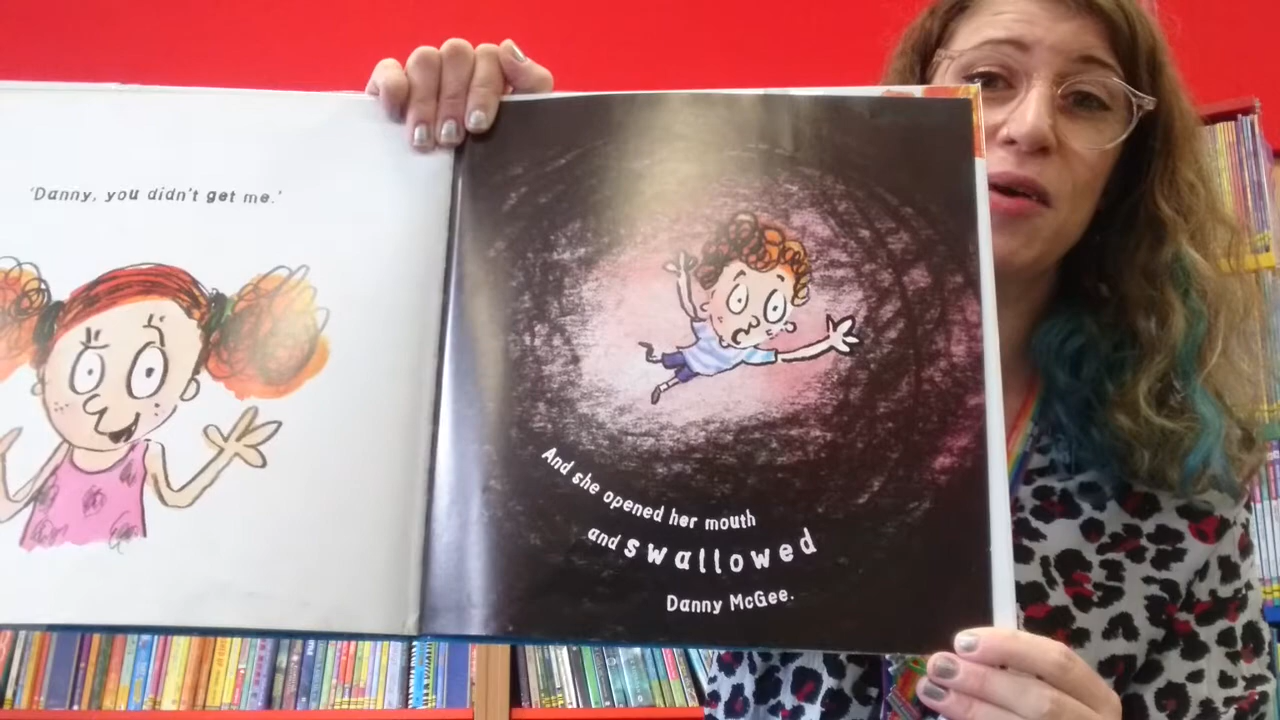 'Danny, you didn't get me.'
And she opened her mouth
and swallowed
Danny McGee.